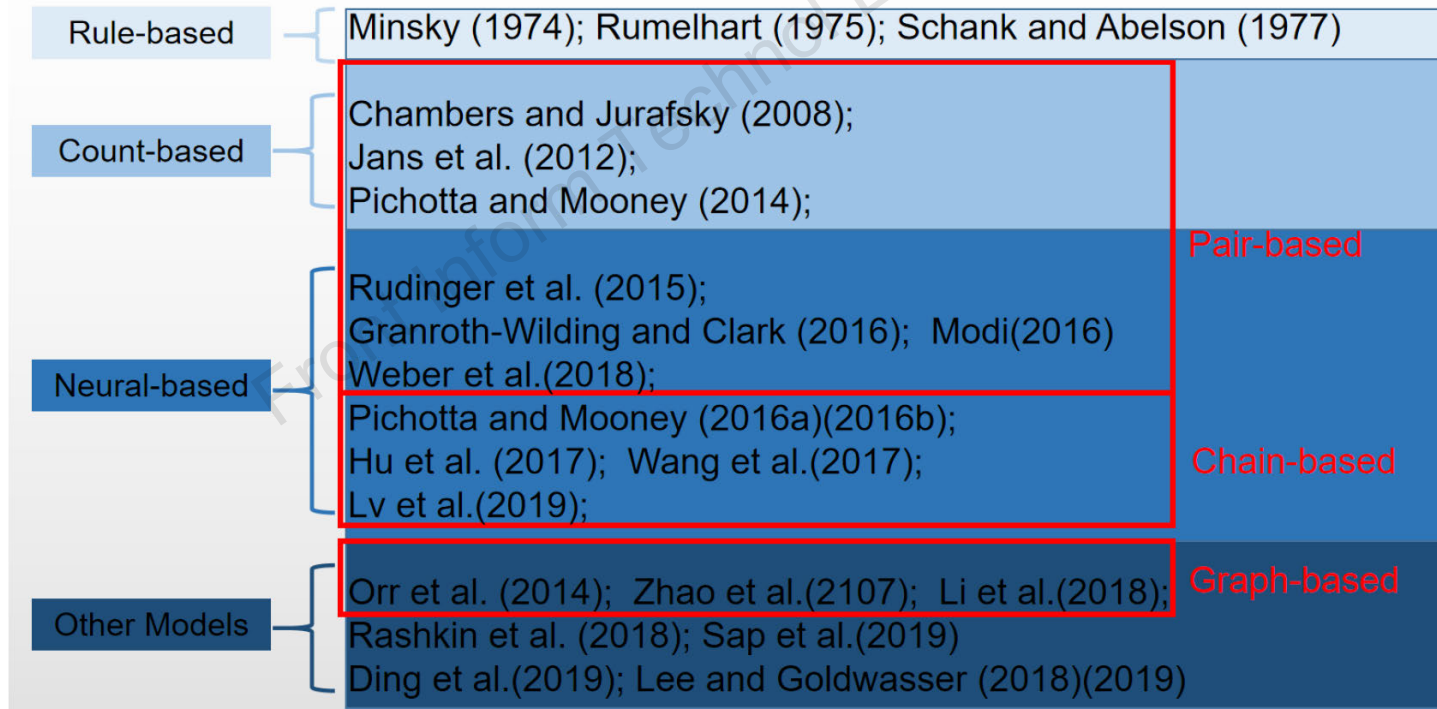 Rule-based
Minsky (1974); Rumelhart (1975); Schank and Abelson (1977)
Count-based
Chambers and Jurafsky (2008);
Jans et al. (2012);
Pichotta and Mooney (2014);
Pair-based
Neural-based
Rudinger et al. (2015);
Granroth-Wilding and Clark (2016); Modi(2016)
Weber et al.(2018);
Pichotta and Mooney (2016a)(2016b);
Hu et al. (2017); Wang et al.(2017);
Lv et al.(2019);
Chain-based
Other Models
Orr et al. (2014); Zhao et al.(2107); Li et al.(2018);
Graph-based
Rashkin et al. (2018); Sap et al.(2019)
Ding et al.(2019); Lee and Goldwasser (2018)(2019)
Front Inform Technol